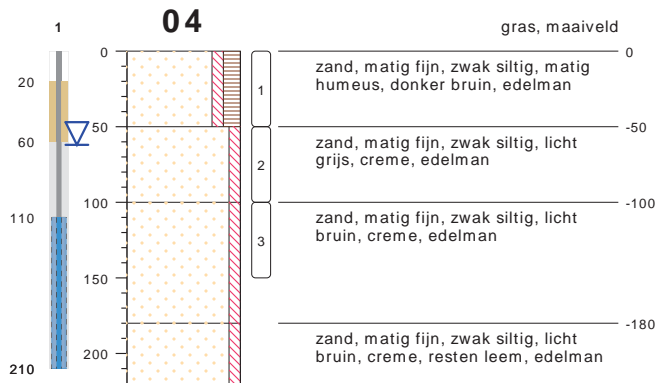 04
1
gras, maaiveld
0
0
zand, matig fijn, zwak siltig, matig
humeus, donker bruin, edelman
20
1
50
-50
60
zand, matig fijn, zwak siltig, licht
grijs, creme, edelman
2
100
-100
110
zand, matig fijn, zwak siltig, licht
bruin, creme, edelman
3
150
-180
zand, matig fijn, zwak siltig, licht
bruin, creme, resten leem, edelman
200
210